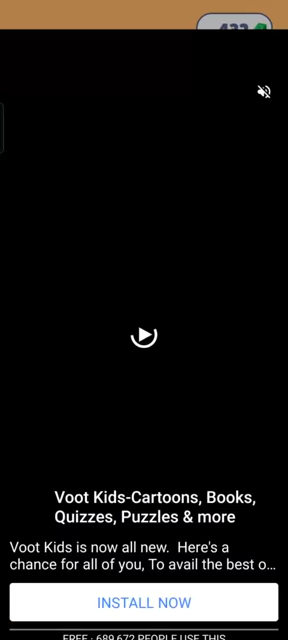 433
Voot Kids-Cartoons, Books,
Quizzes, Puzzles & more
Voot Kids is now all new. Here's a
chance for all of you, To avail the best o...
INSTALL NOW
FREE : 689,672 PEOPLE USE THIS